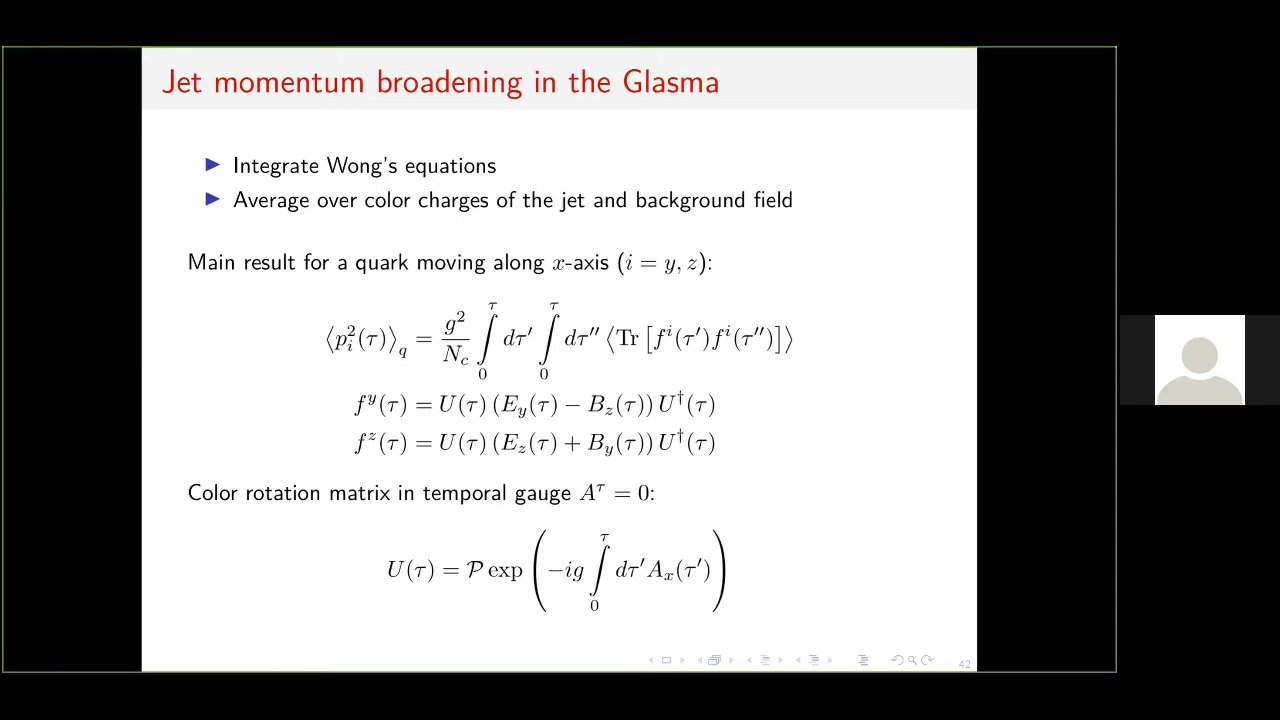 Jet momentum broadening in the Glasma
▶ Integrate Wong's equations
▶ Average over color charges of the jet and background field
Main result for a quark moving along x-axis (i = y, z):
⟨p_i^2(τ)⟩_q = \frac{g^2}{N_c} ∫_0^τ dτ′ ∫_0^τ dτ″ ⟨Tr [f^i(τ′)f^i(τ″)]⟩
f^y(τ) = U(τ) (E_y(τ) − B_z(τ)) U^†(τ)
f^z(τ) = U(τ) (E_z(τ) + B_y(τ)) U^†(τ)
Color rotation matrix in temporal gauge A^τ = 0:
U(τ) = 𝒫 exp (−ig ∫_0^τ dτ′A_x(τ′))
42